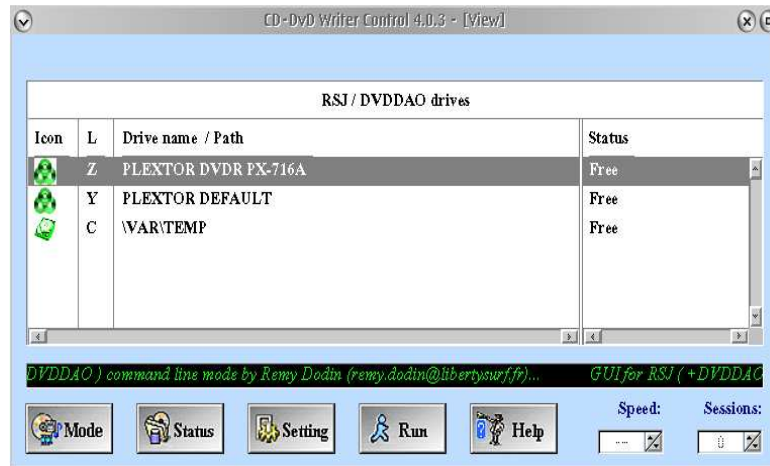 CD-DvD Writer Control 4.0.3 - [View]
RSJ / DVDDAO drives
Icon L Drive name / Path Status
Z PLEXTOR DVDR PX-716A Free
Y PLEXTOR DEFAULT Free
C \VAR\TEMP Free
DVDDAO ) command line mode by Remy Dodin (remy.dodin@libertysurf.fr)... GUI for RSJ ( +DVDDAO
Speed: Sessions:
Mode Status Setting Run Help -- 0